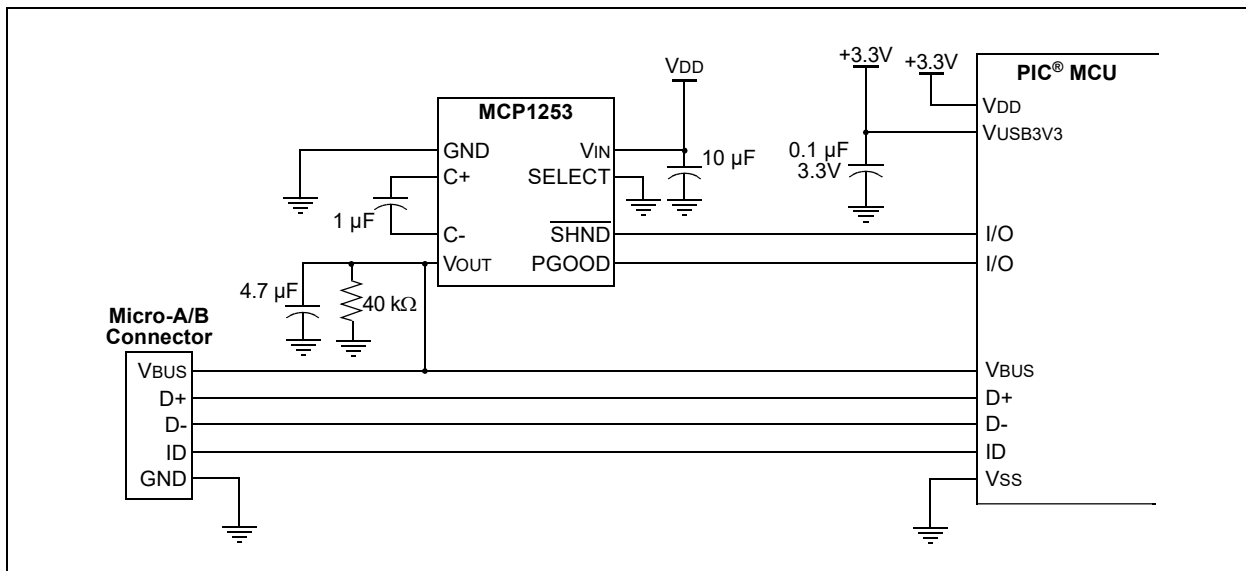 +3.3V
+3.3V
VDD
PIC® MCU
MCP1253
VDD
VUSB3V3
GND
VIN
10 µF
0.1 µF
3.3V
C+
SELECT
1 µF
C-
SHND
I/O
VOUT
PGOOD
I/O
4.7 µF
40 kΩ
Micro-A/B
Connector
VBUS
VBUS
D+
D+
D-
D-
ID
ID
GND
VSS